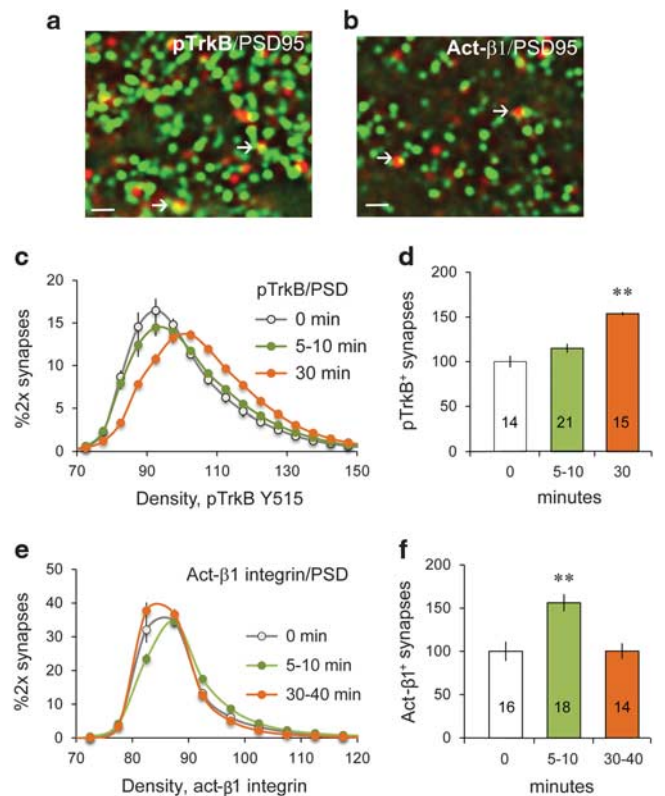 a
pTrkB/PSD95
b
Act-β1/PSD95
c
pTrkB/PSD
0 min
5-10 min
30 min
%2x synapses
20
15
10
5
0
70 90 110 130 150
Density, pTrkB Y515
d
**
pTrkB⁺ synapses
200
150
100
50
0
14 21 15
0 5-10 30
minutes
e
Act-β1 integrin/PSD
0 min
5-10 min
30-40 min
%2x synapses
50
40
30
20
10
0
70 80 90 100 110 120
Density, act-β1 integrin
f
**
Act-β1⁺ synapses
200
150
100
50
0
16 18 14
0 5-10 30-40
minutes